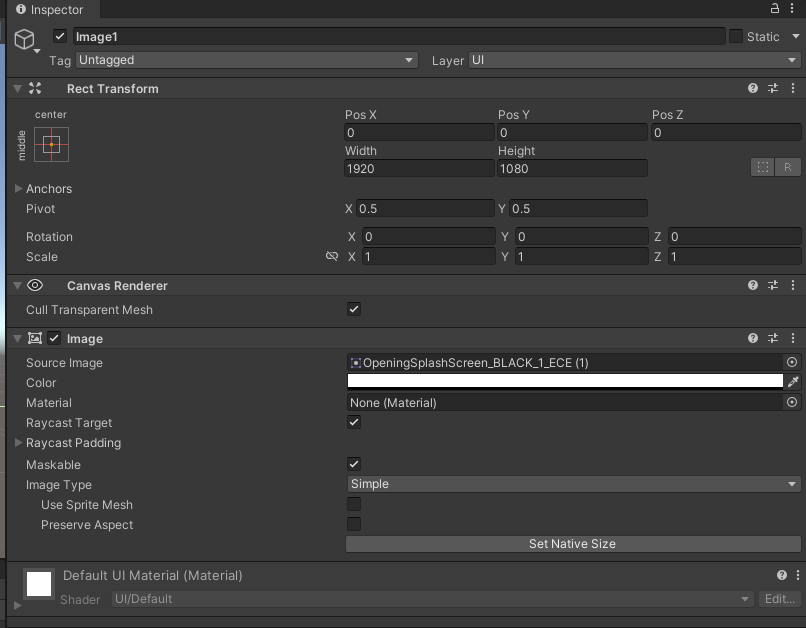 Inspector
Image1
Static
Tag Untagged
Layer UI
Rect Transform
center
middle
Pos X Pos Y Pos Z
0 0 0
Width Height
1920 1080
R
Anchors
Pivot X 0.5 Y 0.5
Rotation X 0 Y 0 Z 0
Scale X 1 Y 1 Z 1
Canvas Renderer
Cull Transparent Mesh
Image
Source Image OpeningSplashScreen_BLACK_1_ECE (1)
Color
Material None (Material)
Raycast Target
Raycast Padding
Maskable
Image Type Simple
Use Sprite Mesh
Preserve Aspect
Set Native Size
Default UI Material (Material)
Shader UI/Default Edit...